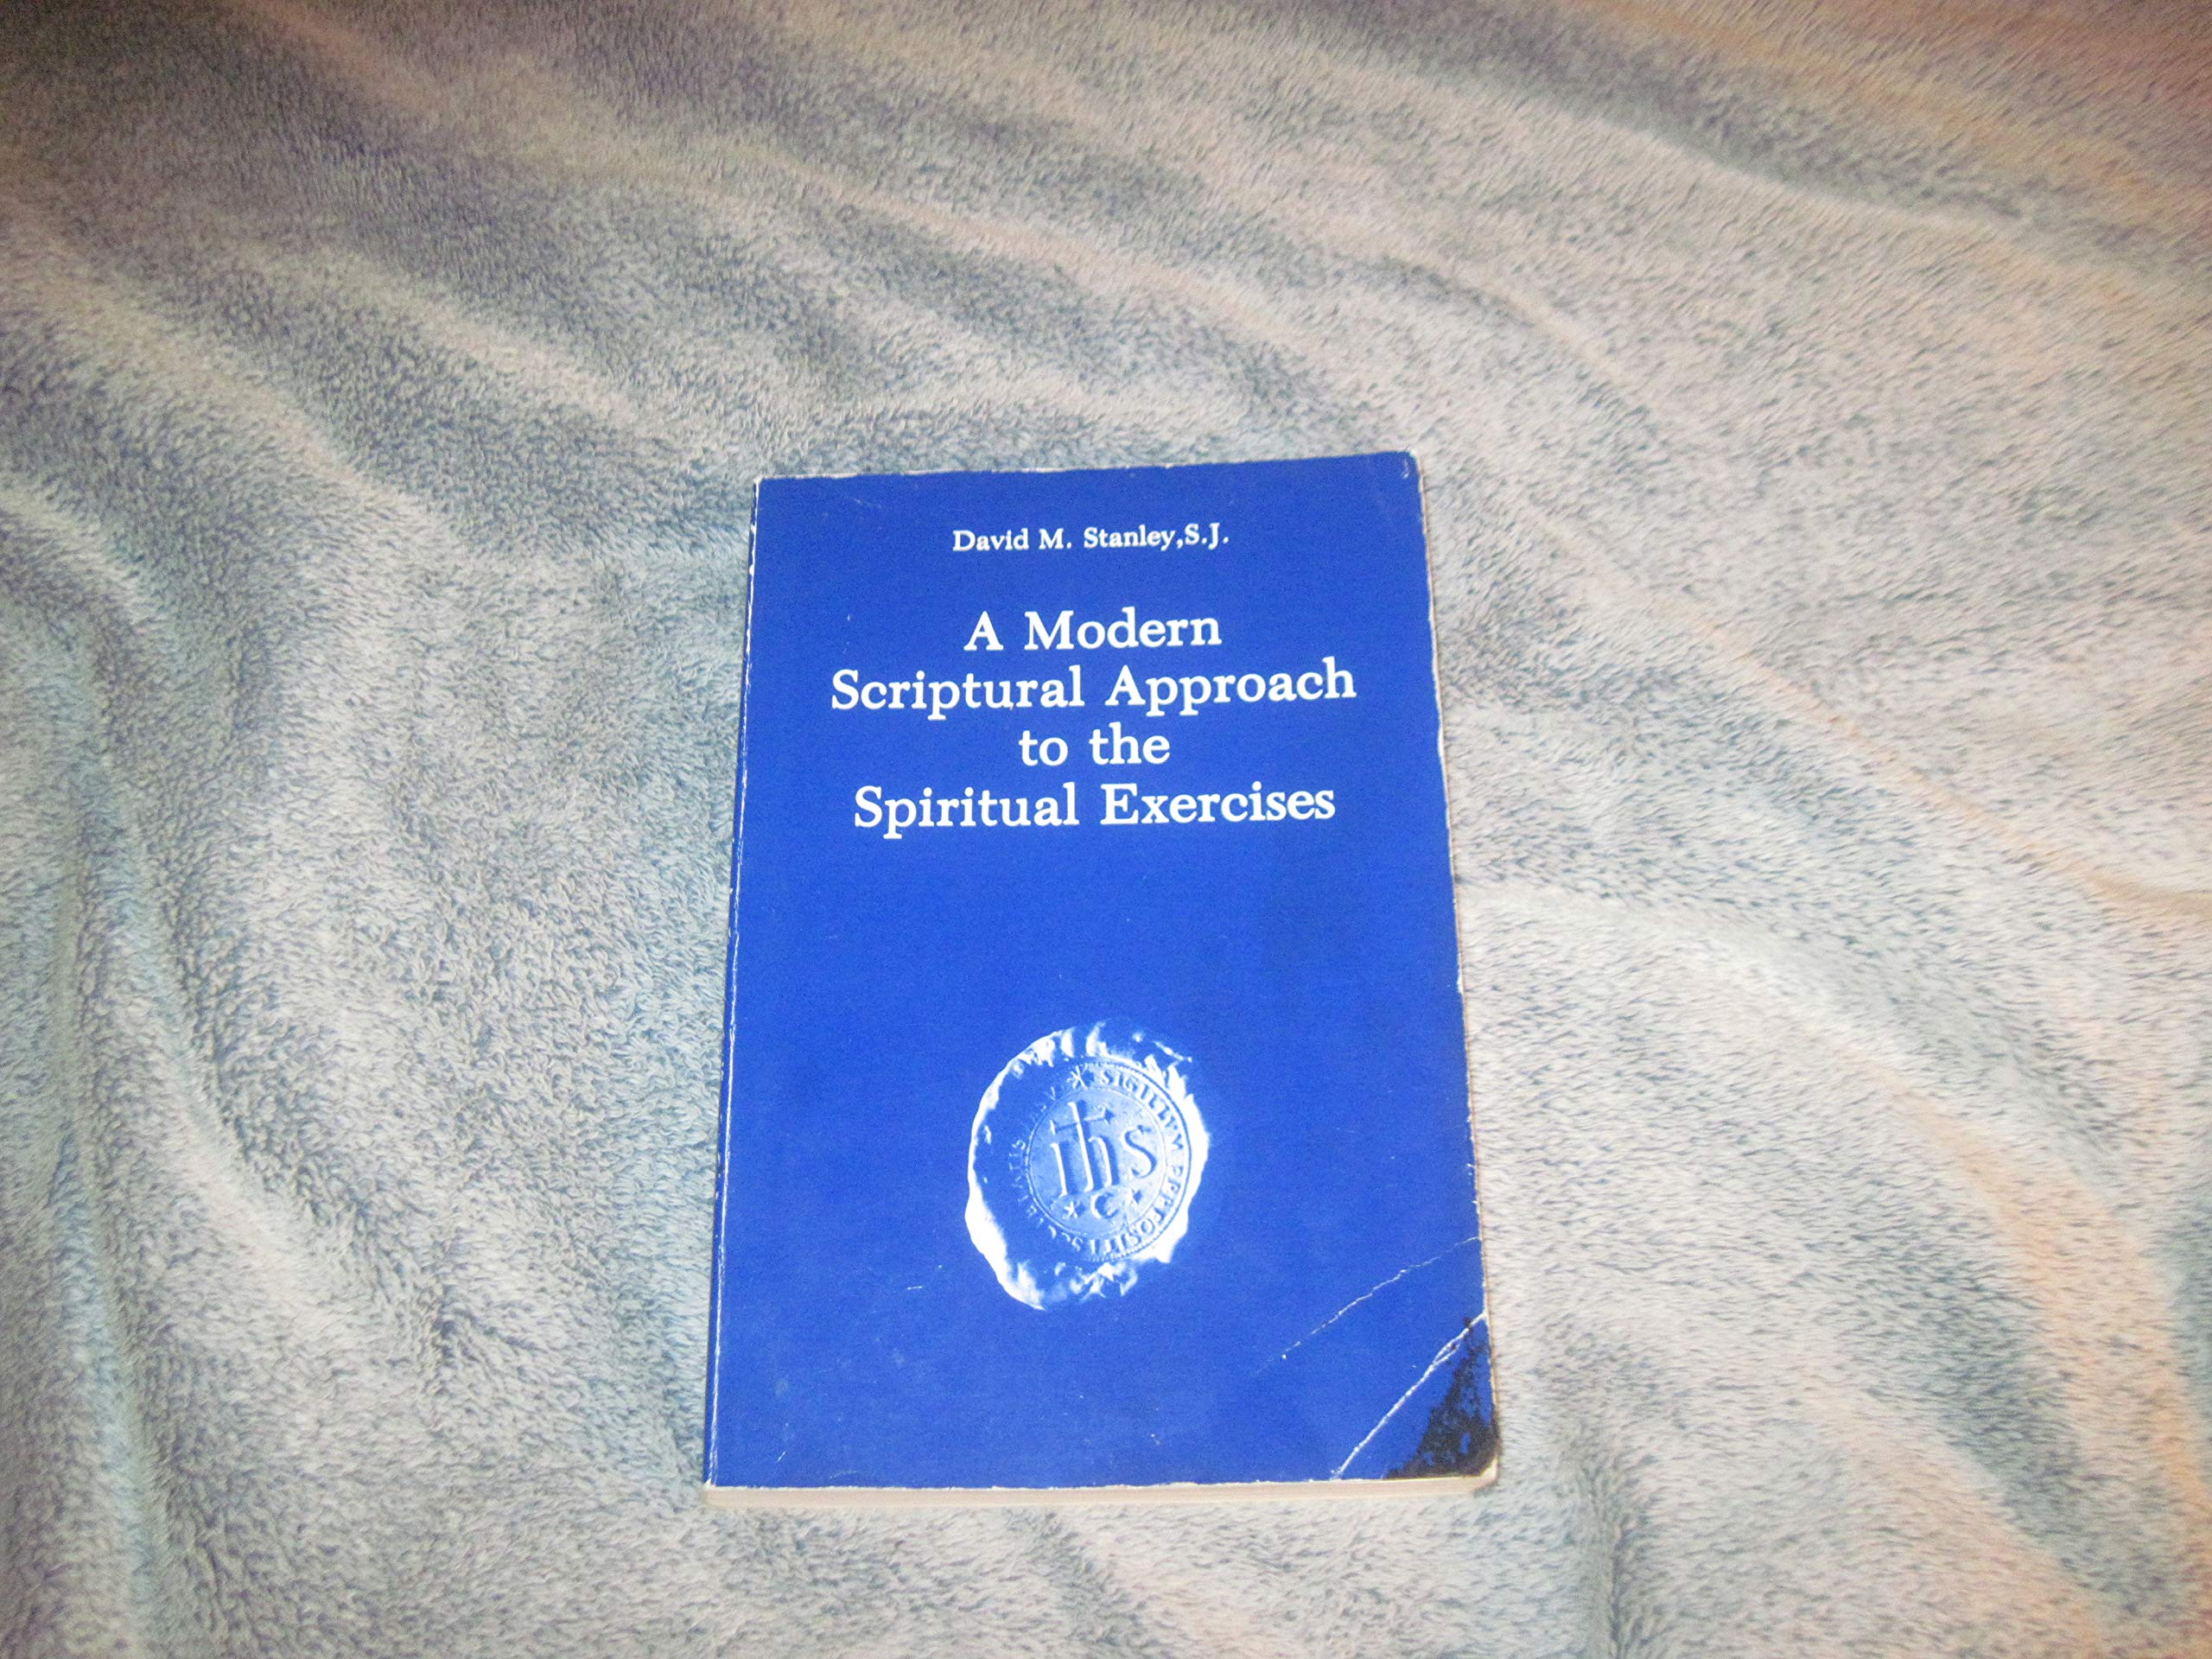 David M. Stanley,S.J.
A Modern
Scriptural Approach
to the
Spiritual Exercises
ihs